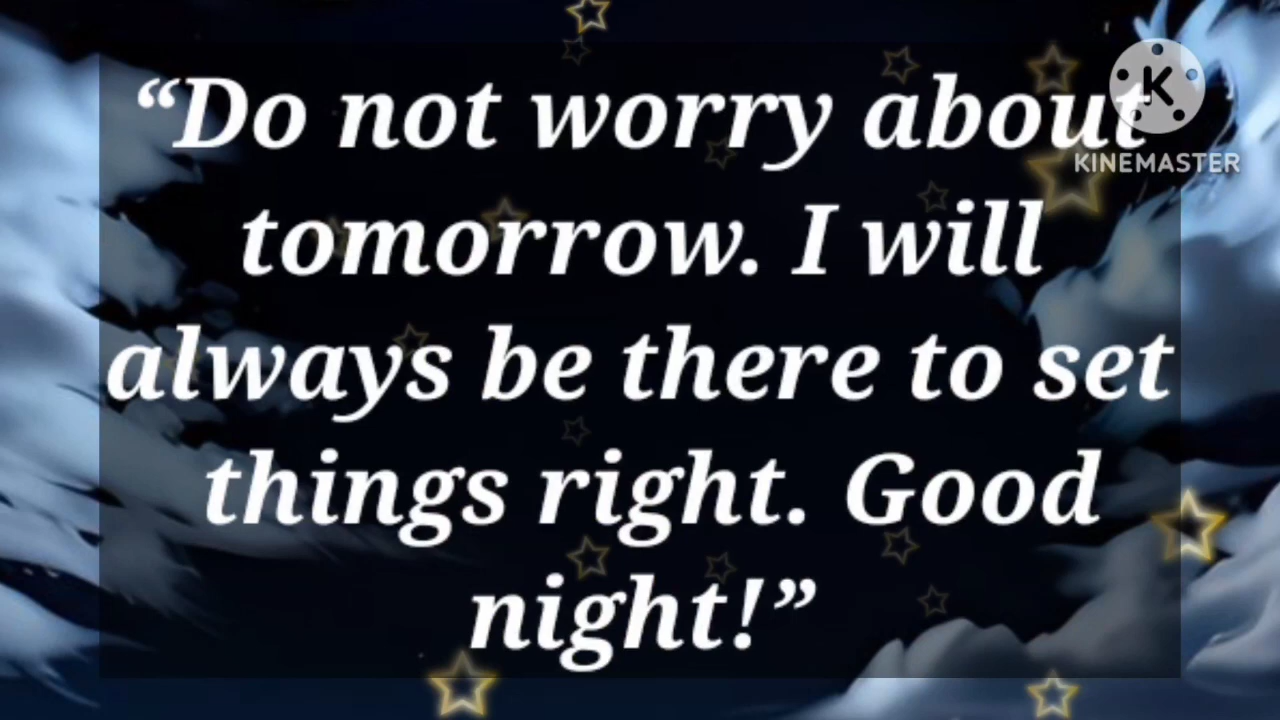 “Do not worry about
tomorrow. I will
always be there to set
things right. Good
night!”
K
KINEMASTER